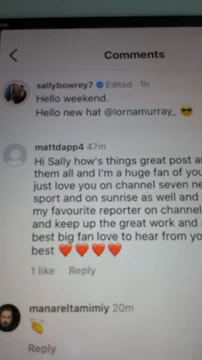 Comments
sallybowrey7 Edited · 1h
Hello weekend.
Hello new hat @lornamurray_ 😎
mattdapp4 47m
Hi Sally how's things great post a
them all and I'm a huge fan of you
just love you on channel seven ne
sport and on sunrise as well and
my favourite reporter on channel
and keep up the great work and
best big fan love to hear from yo
best ❤️❤️❤️❤️
1 like Reply
manareltamimiy 20m
👏
Reply